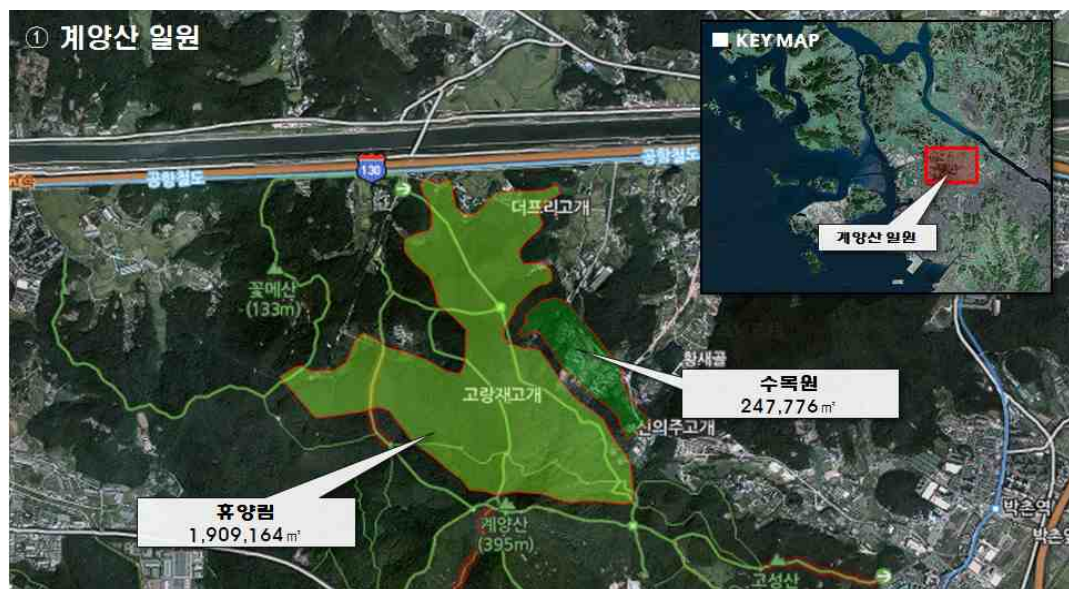 ① 계양산 일원
■ KEY MAP
계양산 일원
130
공항철도
공항철도
고속
더프리고개
꽃메산
(133m)
황새골
수목원
247,776㎡
고랑재고개
신의주고개
휴양림
1,909,164㎡
계양산
(395m)
박촌역
고성산